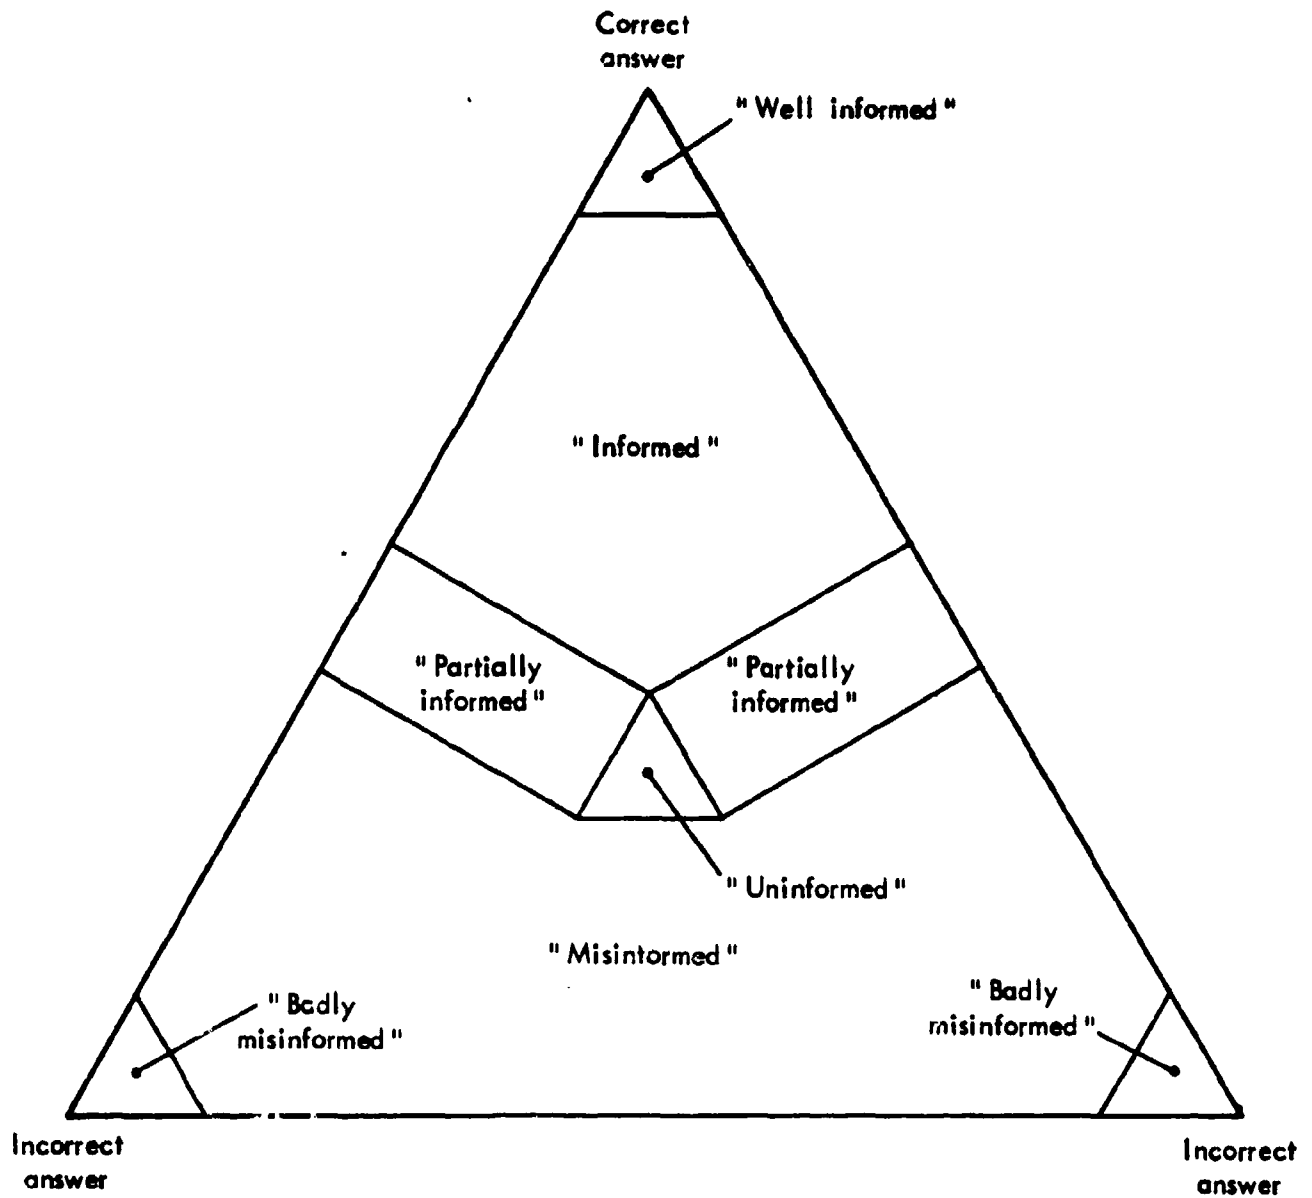 Correct
answer
" Well informed "
" Informed "
" Partially
informed "
" Partially
informed "
" Uninformed "
" Misintormed "
" Badly
misinformed "
" Badly
misinformed "
Incorrect
answer
Incorrect
answer